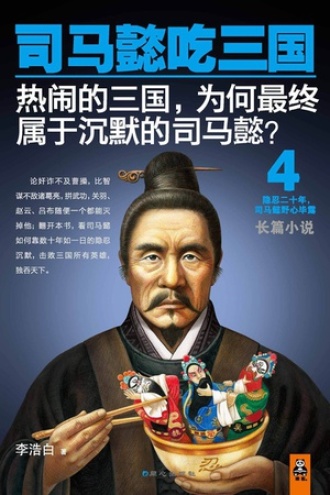 司马懿吃三国
热闹的三国，为何最终
属于沉默的司马懿？
4
隐忍二十年，
司马懿野心毕露
长篇小说
论奸诈不及曹操，比智
谋不敌诸葛亮，拼武功，关羽、
赵云、吕布随便一个都能灭
掉他；翻开本书，看司马懿
如何靠数十年如一日的隐忍
沉默，击败三国所有英雄，
独吞天下。
忍
李浩白 著